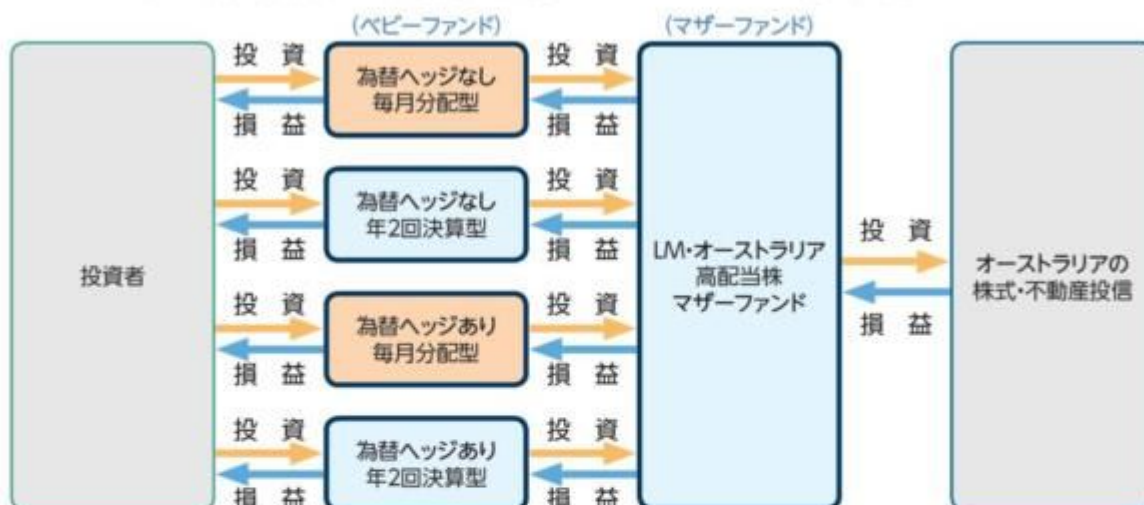 (ベビーファンド)
(マザーファンド)
投資
為替ヘッジなし
毎月分配型
投資
損益
損益
投資
為替ヘッジなし
年2回決算型
投資
損益
損益
投資者
LM・オーストラリア
高配当株
マザーファンド
投資
損益
オーストラリアの
株式・不動産投信
投資
為替ヘッジあり
毎月分配型
投資
損益
損益
投資
為替ヘッジあり
年2回決算型
投資
損益
損益